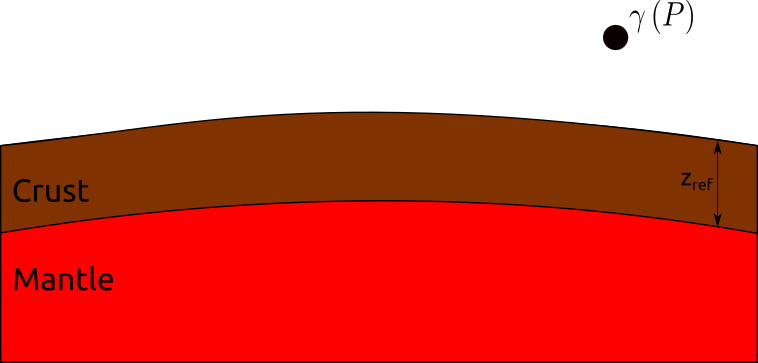 γ (P)
Crust
z_ref
Mantle